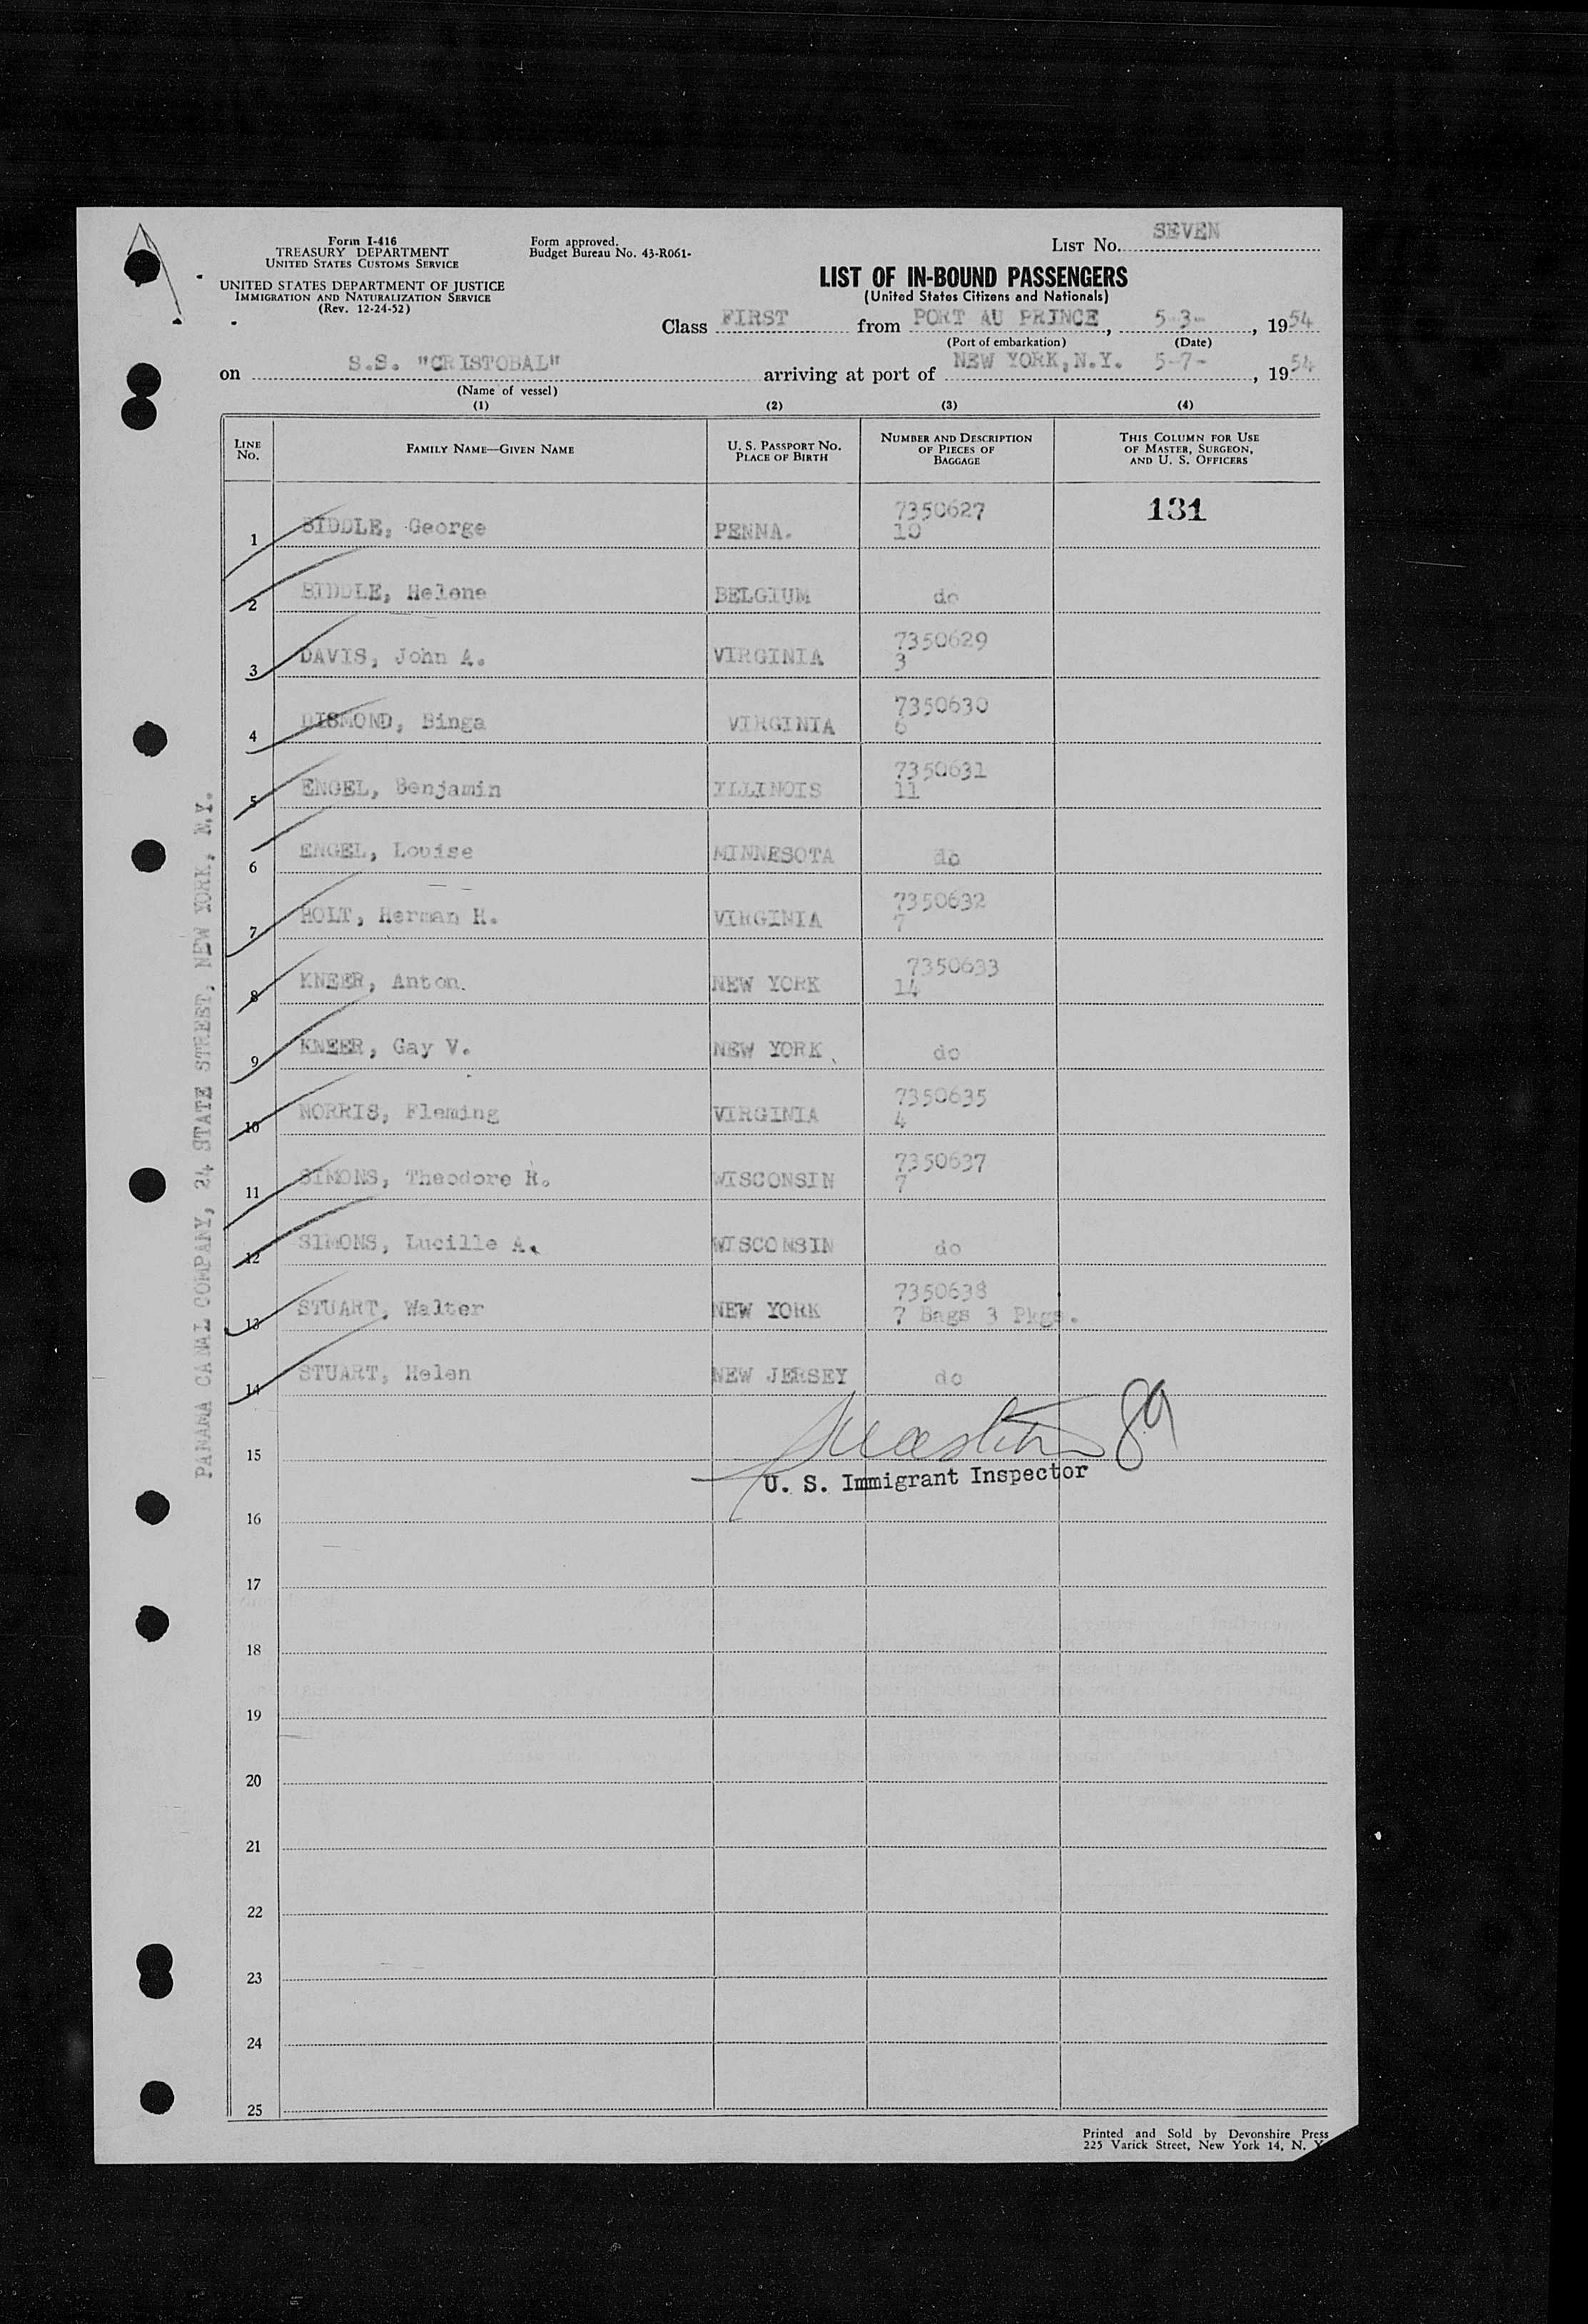 Form I-416
TREASURY DEPARTMENT
UNITED STATES CUSTOMS SERVICE
UNITED STATES DEPARTMENT OF JUSTICE
IMMIGRATION AND NATURALIZATION SERVICE
(Rev. 12-24-52)
Form approved.
Budget Bureau No. 43-R061-
LIST No. SEVEN
LIST OF IN-BOUND PASSENGERS
(United States Citizens and Nationals)
Class FIRST from PORT AU PRINCE, 5-3-, 1954
(Port of embarkation) (Date)
on S.S. "CRISTOBAL" arriving at port of NEW YORK, N.Y. 5-7-, 1954
(Name of vessel)
(1) (2) (3) (4)
LINE No. FAMILY NAME—GIVEN NAME U. S. PASSPORT No. PLACE OF BIRTH NUMBER AND DESCRIPTION OF PIECES OF BAGGAGE THIS COLUMN FOR USE OF MASTER, SURGEON, AND U. S. OFFICERS
7350627 131
1 BIDDLE, George PENNA. 10
2 BIDDLE, Helene BELGIUM do
7350629
3 DAVIS, John A. VIRGINIA 3
7350630
4 DISMOND, Binga VIRGINIA 6
7350631
5 ENGEL, Benjamin ILLINOIS 11
6 ENGEL, Louise MINNESOTA do
7350632
7 HOLT, Herman H. VIRGINIA 7
7350633
8 KNEER, Anton. NEW YORK 14
9 KNEER, Gay V. NEW YORK do
7350635
10 NORRIS, Fleming VIRGINIA 4
7350637
11 SIMONS, Theodore R. WISCONSIN 7
12 SIMONS, Lucille A. WISCONSIN do
7350638
13 STUART, Walter NEW YORK 7 Bags 3 Pkgs.
14 STUART, Helen NEW JERSEY do
89
15
U. S. Immigrant Inspector
16
17
18
19
20
21
22
23
24
25
Printed and Sold by Devonshire Press
225 Varick Street, New York 14, N. Y.
PANAMA CANAL COMPANY, 24 STATE STREET, NEW YORK, N.Y.